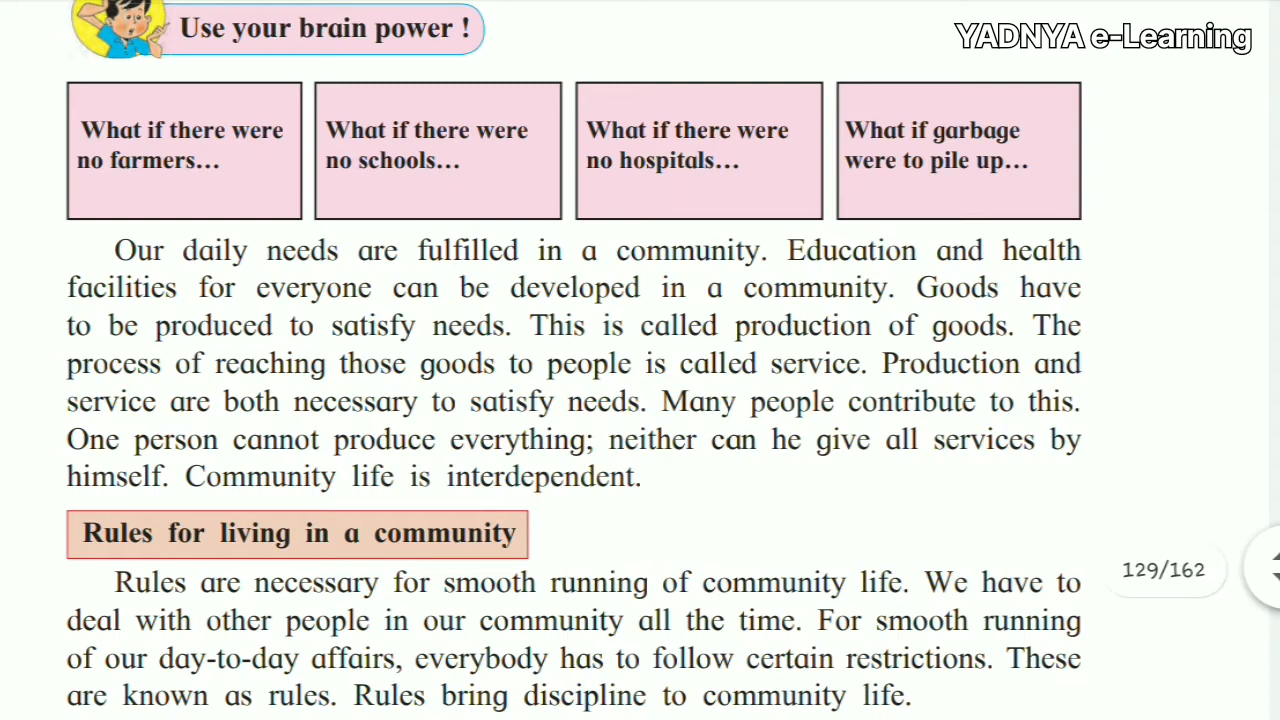 Use your brain power !
YADNYA e-Learning
What if there were
no farmers...
What if there were
no schools...
What if there were
no hospitals...
What if garbage
were to pile up...
Our daily needs are fulfilled in a community. Education and health
facilities for everyone can be developed in a community. Goods have
to be produced to satisfy needs. This is called production of goods. The
process of reaching those goods to people is called service. Production and
service are both necessary to satisfy needs. Many people contribute to this.
One person cannot produce everything; neither can he give all services by
himself. Community life is interdependent.
Rules for living in a community
Rules are necessary for smooth running of community life. We have to
deal with other people in our community all the time. For smooth running
of our day-to-day affairs, everybody has to follow certain restrictions. These
are known as rules. Rules bring discipline to community life.
129/162